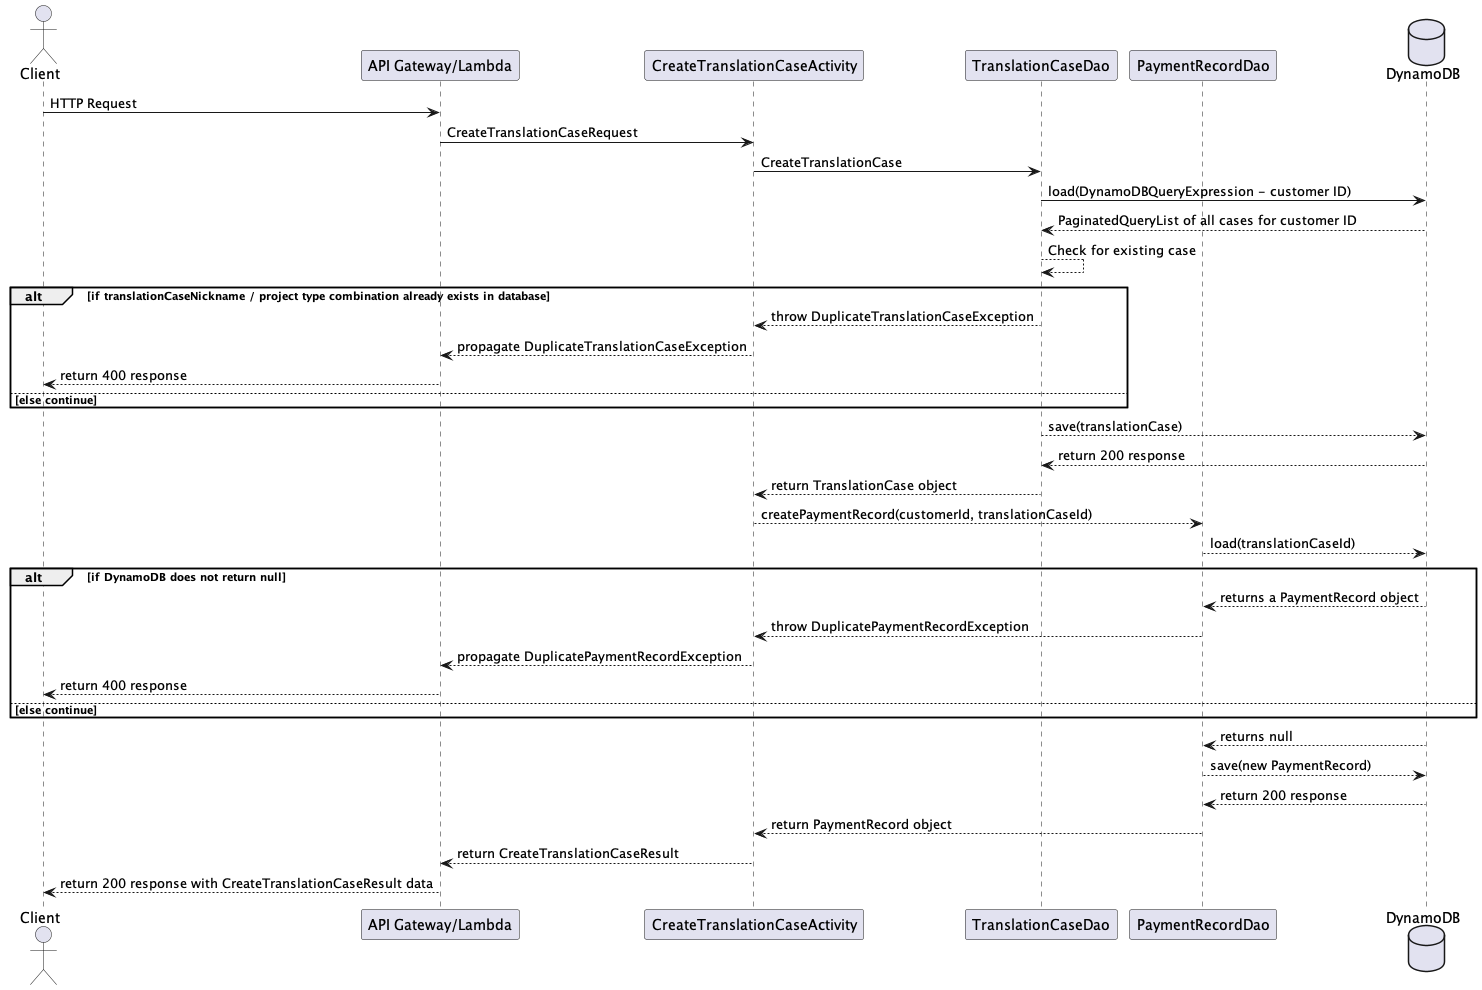 Client
API Gateway/Lambda
CreateTranslationCaseActivity
TranslationCaseDao
PaymentRecordDao
DynamoDB
HTTP Request
CreateTranslationCaseRequest
CreateTranslationCase
load(DynamoDBQueryExpression - customer ID)
PaginatedQueryList of all cases for customer ID
Check for existing case
alt
[if translationCaseNickname / project type combination already exists in database]
throw DuplicateTranslationCaseException
propagate DuplicateTranslationCaseException
return 400 response
[else continue]
save(translationCase)
return 200 response
return TranslationCase object
createPaymentRecord(customerId, translationCaseId)
load(translationCaseId)
alt
[if DynamoDB does not return null]
returns a PaymentRecord object
throw DuplicatePaymentRecordException
propagate DuplicatePaymentRecordException
return 400 response
[else continue]
returns null
save(new PaymentRecord)
return 200 response
return PaymentRecord object
return CreateTranslationCaseResult
return 200 response with CreateTranslationCaseResult data
Client
API Gateway/Lambda
CreateTranslationCaseActivity
TranslationCaseDao
PaymentRecordDao
DynamoDB